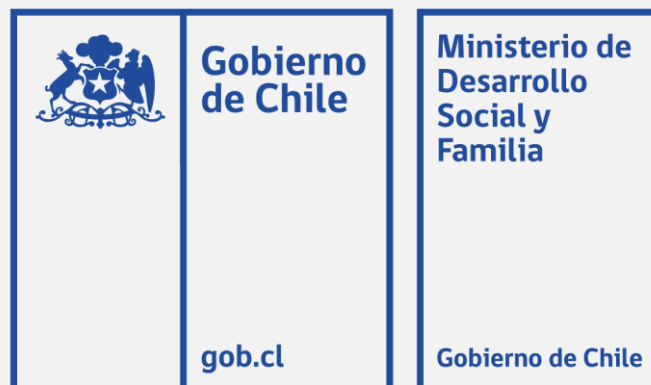 Gobierno
de Chile
gob.cl
Ministerio de
Desarrollo
Social y
Familia
Gobierno de Chile